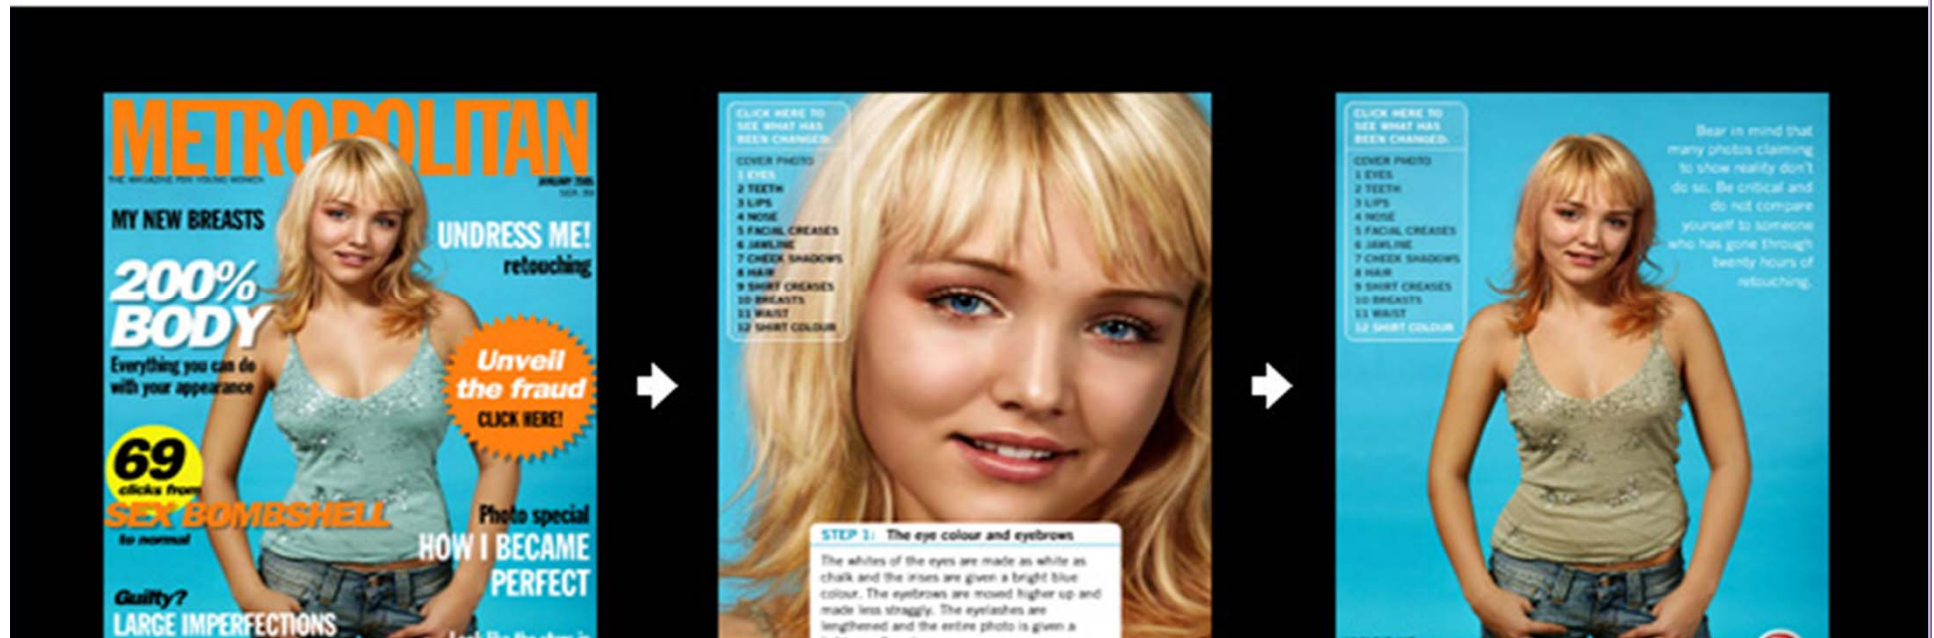 METROPOLITAN
THE MAGAZINE FOR YOUNG WOMEN
JANUARY 2005
MY NEW BREASTS
UNDRESS ME!
retouching
200%
BODY
Everything you can do
with your appearance
Unveil
the fraud
CLICK HERE!
69
clicks from
SEX BOMBSHELL
to normal
Photo special
HOW I BECAME
PERFECT
Guilty?
LARGE IMPERFECTIONS
CLICK HERE TO
SEE WHAT HAS
BEEN CHANGED:
COVER PHOTO
1 EYES
2 TEETH
3 LIPS
4 NOSE
5 FACIAL CREASES
6 JAWLINE
7 CHEEK SHADOWS
8 HAIR
9 SHIRT CREASES
10 BREASTS
11 WAIST
12 SHIRT COLOUR
STEP 1: The eye colour and eyebrows
The whites of the eyes are made as white as
chalk and the irises are given a bright blue
colour. The eyebrows are moved higher up and
made less straggly. The eyelashes are
lengthened and the entire photo is given a
CLICK HERE TO
SEE WHAT HAS
BEEN CHANGED:
COVER PHOTO
1 EYES
2 TEETH
3 LIPS
4 NOSE
5 FACIAL CREASES
6 JAWLINE
7 CHEEK SHADOWS
8 HAIR
9 SHIRT CREASES
10 BREASTS
11 WAIST
12 SHIRT COLOUR
Bear in mind that
many photos claiming
to show reality don't
do so. Be critical and
do not compare
yourself to someone
who has gone through
twenty hours of
retouching.